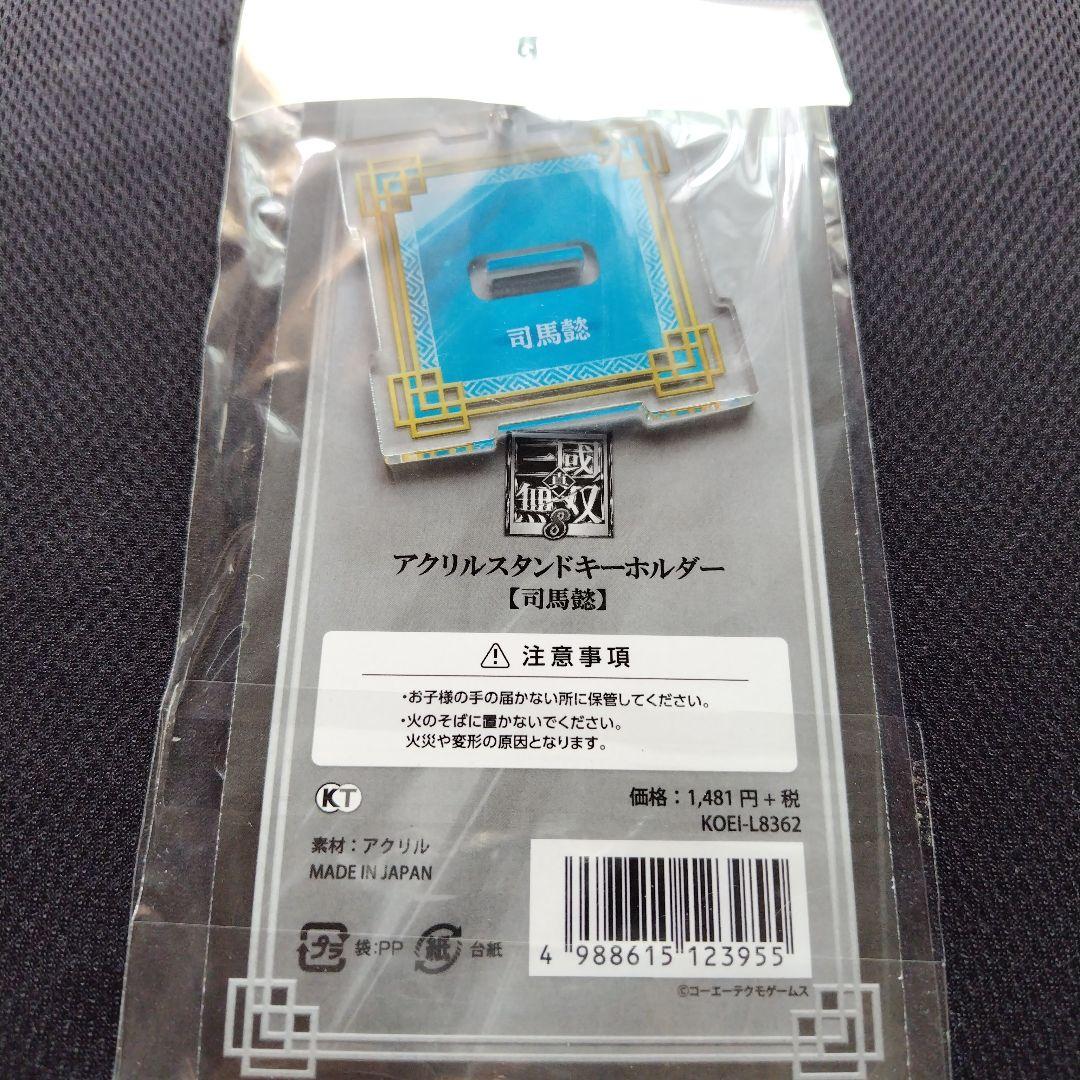 司馬懿
三國
真
無双
8
アクリルスタンドキーホルダー
【司馬懿】
注意事項
・お子様の手の届かない所に保管してください。
・火のそばに置かないでください。
火災や変形の原因となります。
KT
価格：1,481円+税
KOEI-L8362
素材：アクリル
MADE IN JAPAN
プラ 袋:PP 紙 台紙
4 988615 123955
©コーエーテクモゲームス